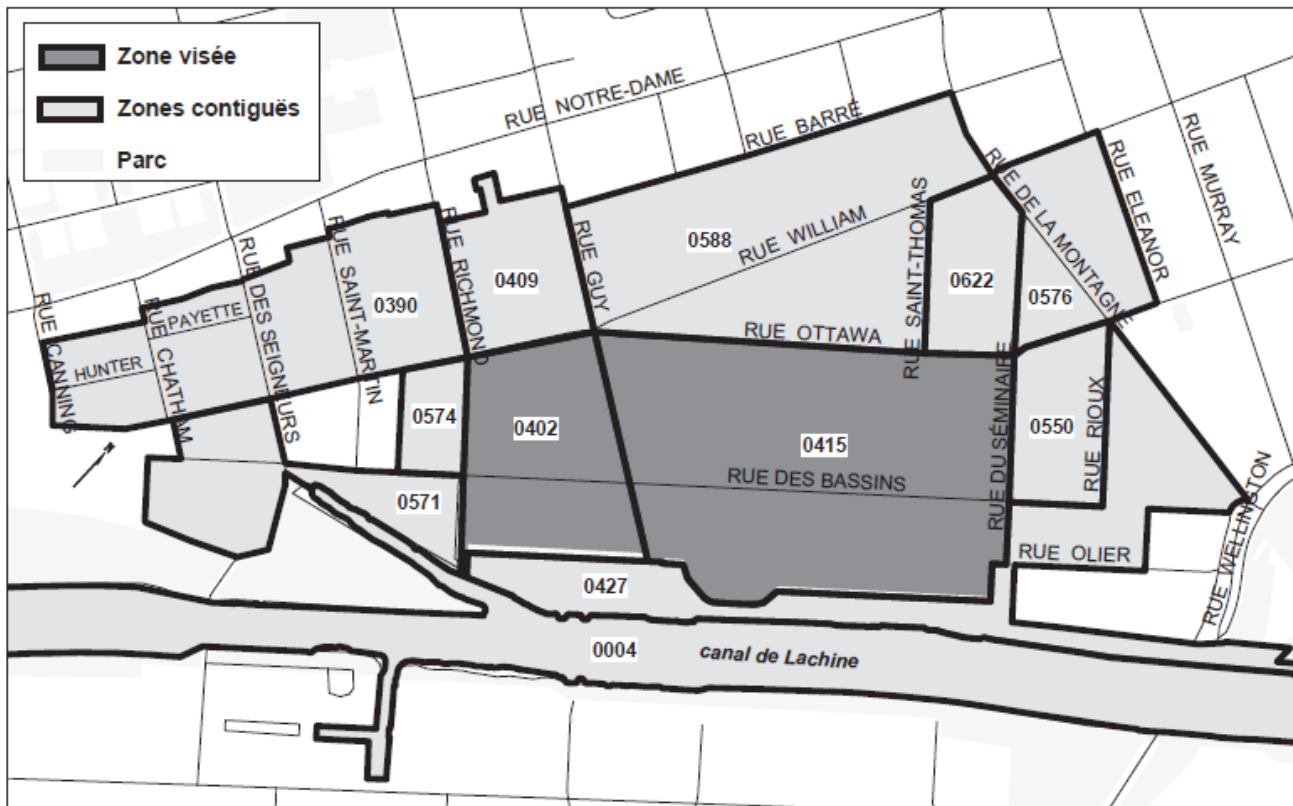 Zone visée
Zones contiguës
Parc
RUE NOTRE-DAME
RUE BARRÉ
RUE MURRAY
RUE ELEANOR
RUE DE LA MONTAGNE
RUE SAINT-THOMAS
RUE WILLIAM
0588
0622
0576
RUE GUY
0409
RUE RICHMOND
0390
RUE SAINT-MARTIN
RUE DES SEIGNEURS
PAYETTE
RUE CHATHAM
HUNTER
RUE CANNING
RUE OTTAWA
0574
0402
0415
RUE DU SÉMINAIRE
0550
RUE RIOUX
RUE DES BASSINS
0571
RUE WELLINGTON
RUE OLIER
0427
0004
canal de Lachine